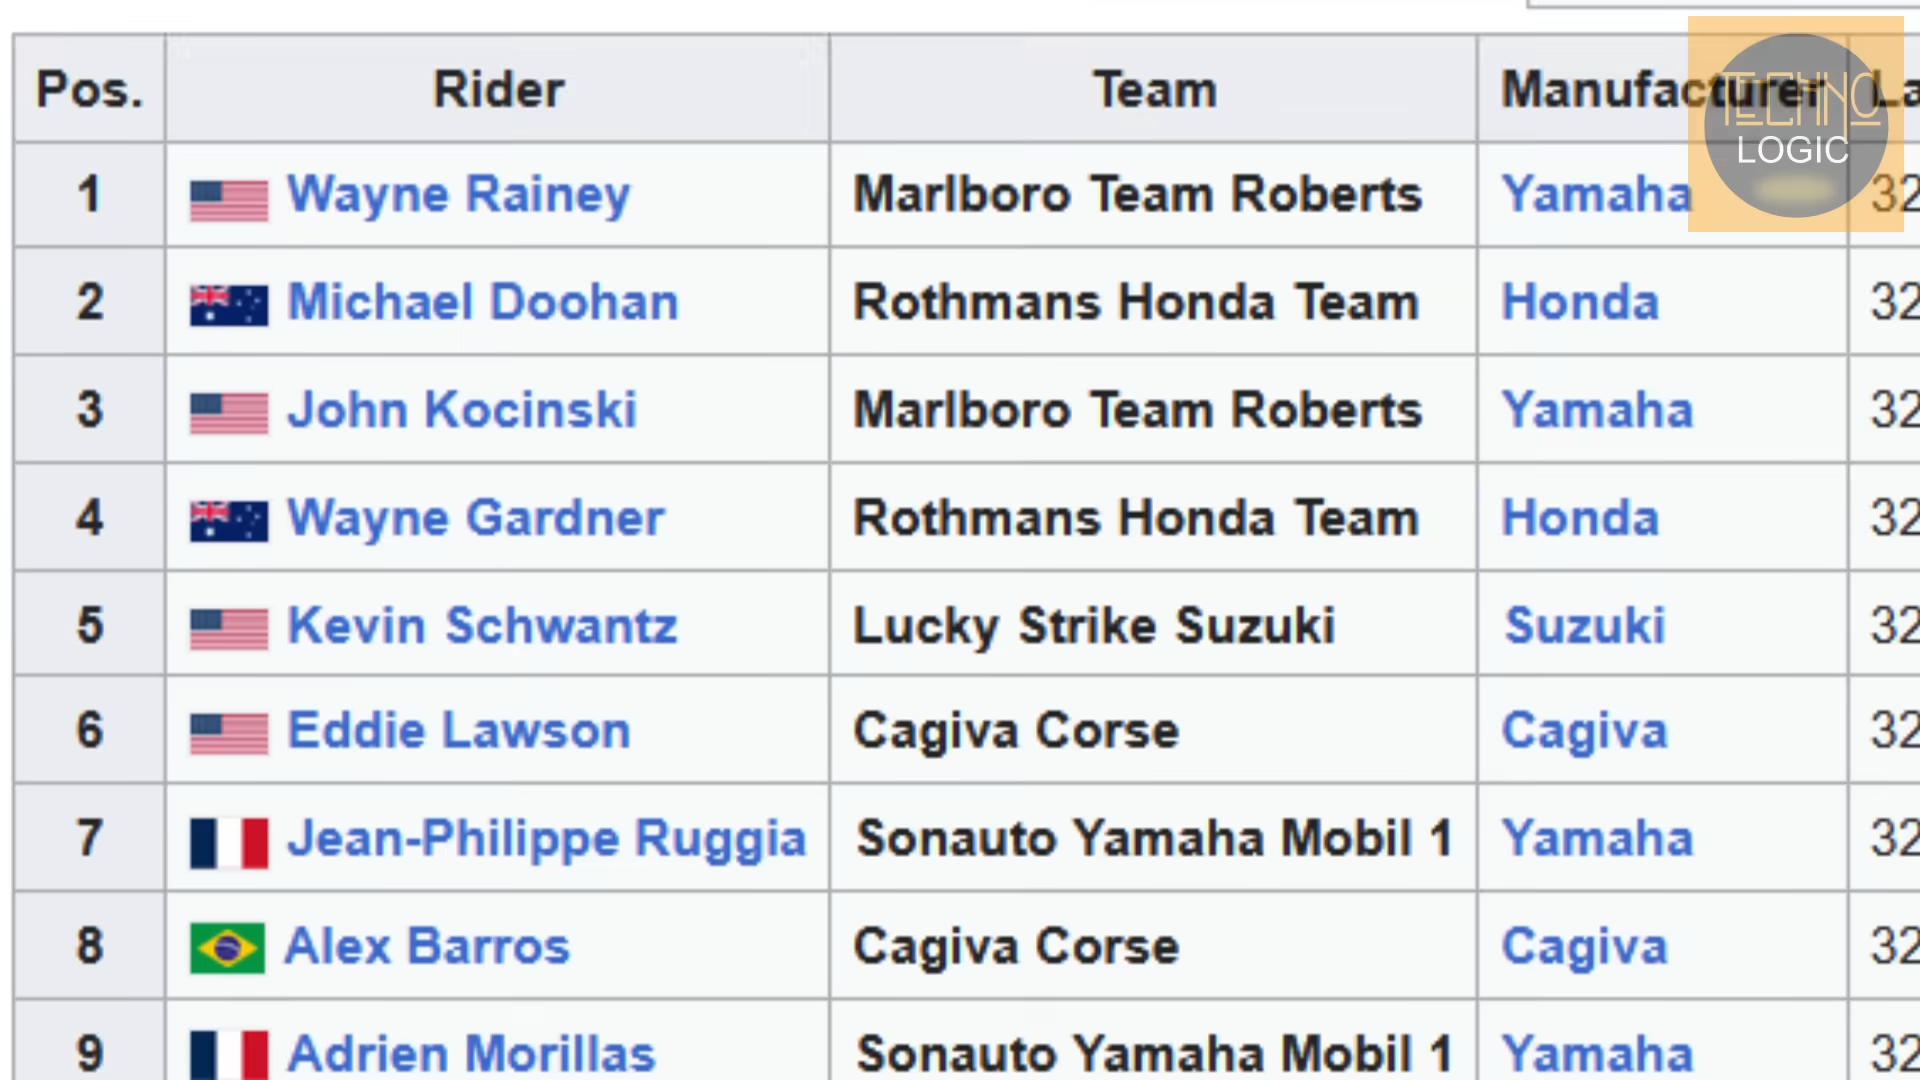 Pos. Rider Team Manufacturer La
1 Wayne Rainey Marlboro Team Roberts Yamaha 32
2 Michael Doohan Rothmans Honda Team Honda 32
3 John Kocinski Marlboro Team Roberts Yamaha 32
4 Wayne Gardner Rothmans Honda Team Honda 32
5 Kevin Schwantz Lucky Strike Suzuki Suzuki 32
6 Eddie Lawson Cagiva Corse Cagiva 32
7 Jean-Philippe Ruggia Sonauto Yamaha Mobil 1 Yamaha 32
8 Alex Barros Cagiva Corse Cagiva 32
9 Adrien Morillas Sonauto Yamaha Mobil 1 Yamaha 32
TECHNO
LOGIC